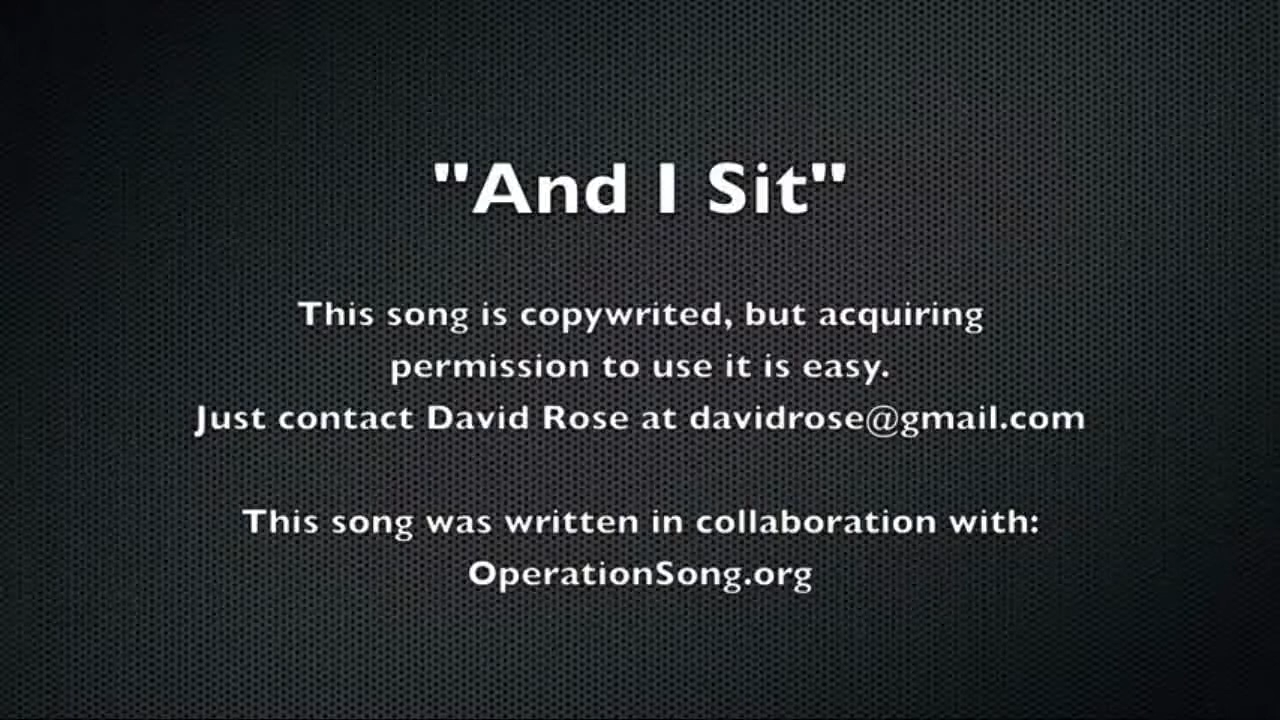 "And I Sit"
This song is copywrited, but acquiring
permission to use it is easy.
Just contact David Rose at davidrose@gmail.com
This song was written in collaboration with:
OperationSong.org